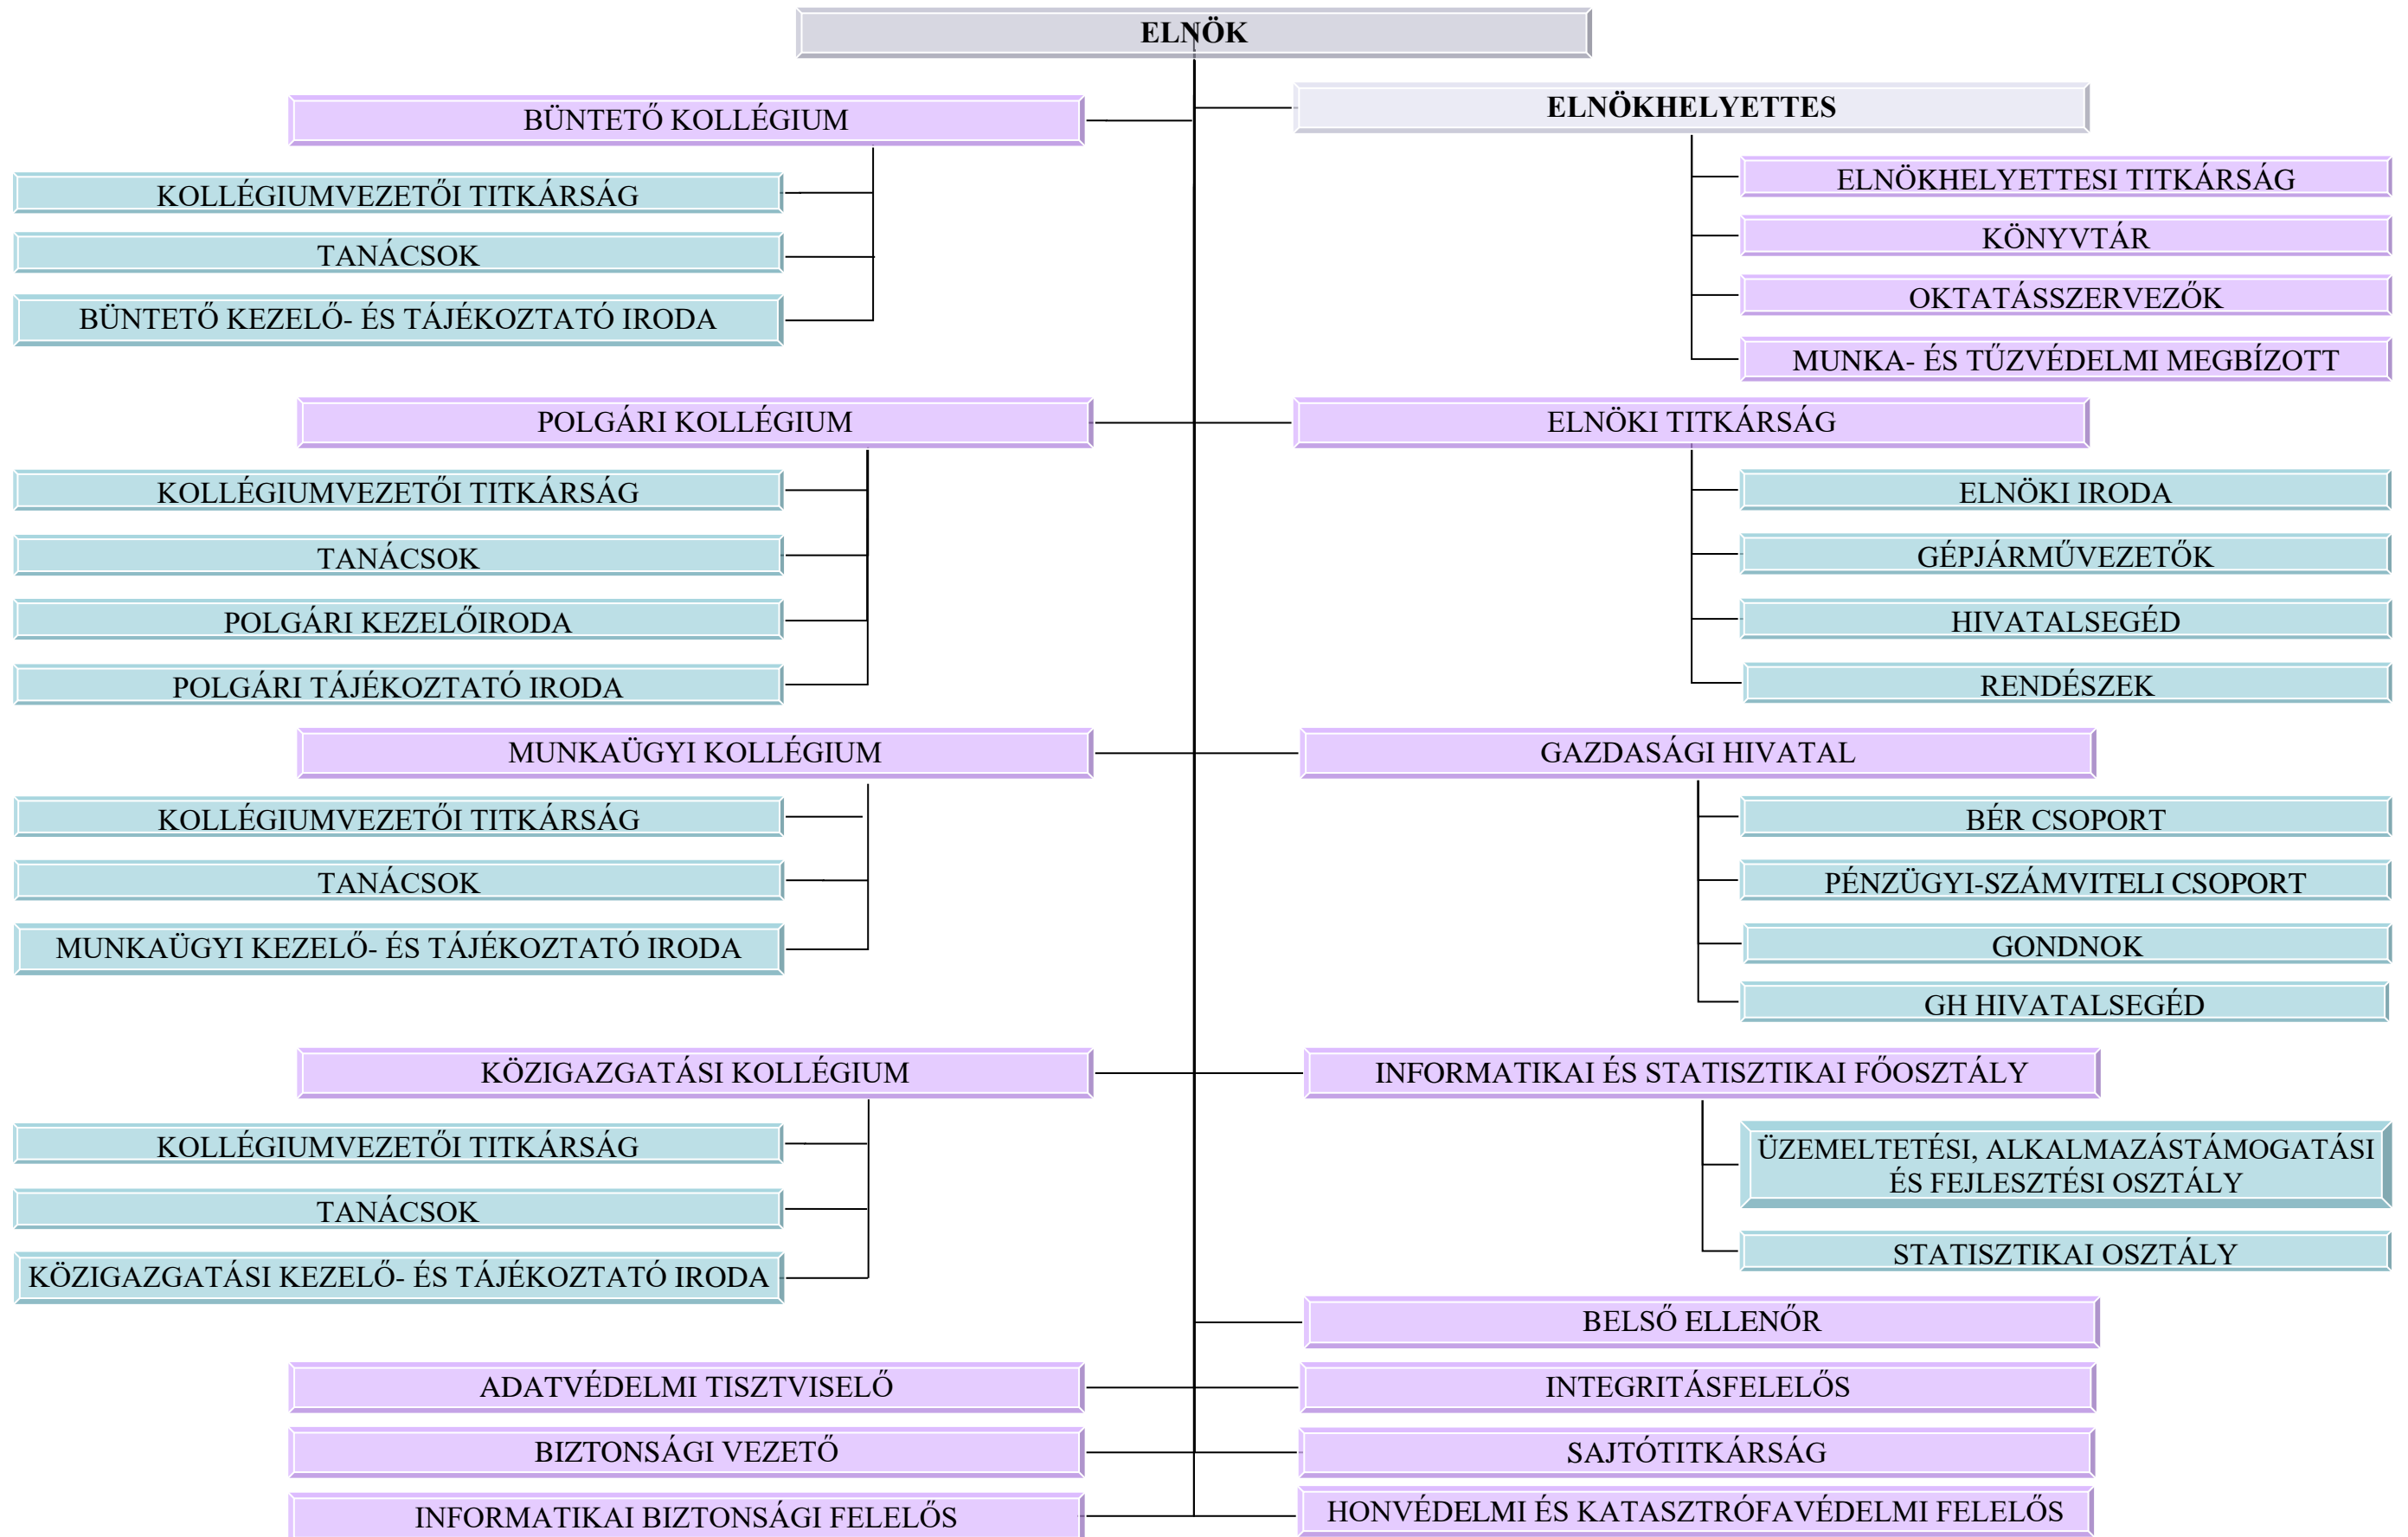 ELNÖK
ELNÖKHELYETTES
BÜNTETŐ KOLLÉGIUM
ELNÖKHELYETTESI TITKÁRSÁG
KOLLÉGIUMVEZETŐI TITKÁRSÁG
KÖNYVTÁR
TANÁCSOK
OKTATÁSSZERVEZŐK
BÜNTETŐ KEZELŐ- ÉS TÁJÉKOZTATÓ IRODA
MUNKA- ÉS TŰZVÉDELMI MEGBÍZOTT
POLGÁRI KOLLÉGIUM
ELNÖKI TITKÁRSÁG
KOLLÉGIUMVEZETŐI TITKÁRSÁG
ELNÖKI IRODA
TANÁCSOK
GÉPJÁRMŰVEZETŐK
POLGÁRI KEZELŐIRODA
HIVATALSEGÉD
POLGÁRI TÁJÉKOZTATÓ IRODA
RENDÉSZEK
MUNKAÜGYI KOLLÉGIUM
GAZDASÁGI HIVATAL
KOLLÉGIUMVEZETŐI TITKÁRSÁG
BÉR CSOPORT
TANÁCSOK
PÉNZÜGYI-SZÁMVITELI CSOPORT
MUNKAÜGYI KEZELŐ- ÉS TÁJÉKOZTATÓ IRODA
GONDNOK
GH HIVATALSEGÉD
KÖZIGAZGATÁSI KOLLÉGIUM
INFORMATIKAI ÉS STATISZTIKAI FŐOSZTÁLY
KOLLÉGIUMVEZETŐI TITKÁRSÁG
ÜZEMELTETÉSI, ALKALMAZÁSTÁMOGATÁSI
ÉS FEJLESZTÉSI OSZTÁLY
TANÁCSOK
STATISZTIKAI OSZTÁLY
KÖZIGAZGATÁSI KEZELŐ- ÉS TÁJÉKOZTATÓ IRODA
BELSŐ ELLENŐR
ADATVÉDELMI TISZTVISELŐ
INTEGRITÁSFELELŐS
BIZTONSÁGI VEZETŐ
SAJTÓTITKÁRSÁG
INFORMATIKAI BIZTONSÁGI FELELŐS
HONVÉDELMI ÉS KATASZTRÓFAVÉDELMI FELELŐS